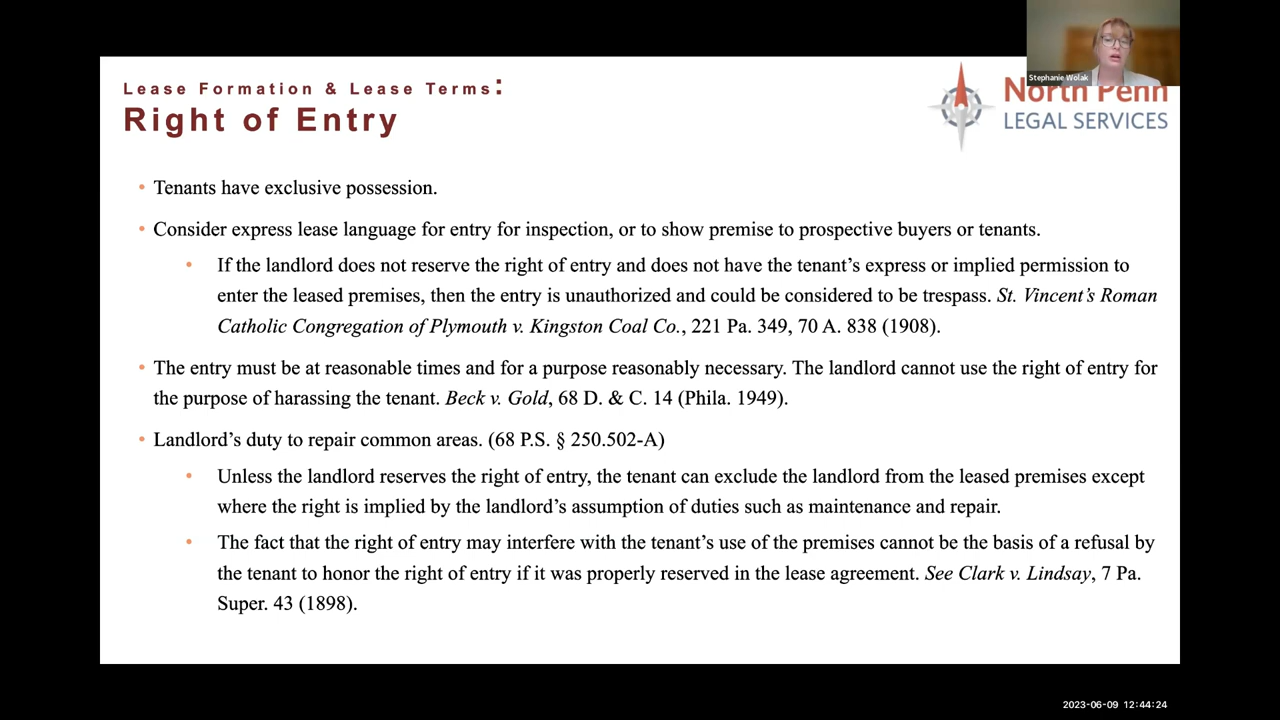 Stephanie Wolak
Lease Formation & Lease Terms:
Right of Entry
North Penn
LEGAL SERVICES
• Tenants have exclusive possession.
• Consider express lease language for entry for inspection, or to show premise to prospective buyers or tenants.
• If the landlord does not reserve the right of entry and does not have the tenant’s express or implied permission to
enter the leased premises, then the entry is unauthorized and could be considered to be trespass. St. Vincent’s Roman
Catholic Congregation of Plymouth v. Kingston Coal Co., 221 Pa. 349, 70 A. 838 (1908).
• The entry must be at reasonable times and for a purpose reasonably necessary. The landlord cannot use the right of entry for
the purpose of harassing the tenant. Beck v. Gold, 68 D. & C. 14 (Phila. 1949).
• Landlord’s duty to repair common areas. (68 P.S. § 250.502-A)
• Unless the landlord reserves the right of entry, the tenant can exclude the landlord from the leased premises except
where the right is implied by the landlord’s assumption of duties such as maintenance and repair.
• The fact that the right of entry may interfere with the tenant’s use of the premises cannot be the basis of a refusal by
the tenant to honor the right of entry if it was properly reserved in the lease agreement. See Clark v. Lindsay, 7 Pa.
Super. 43 (1898).
2023-06-09 12:44:24